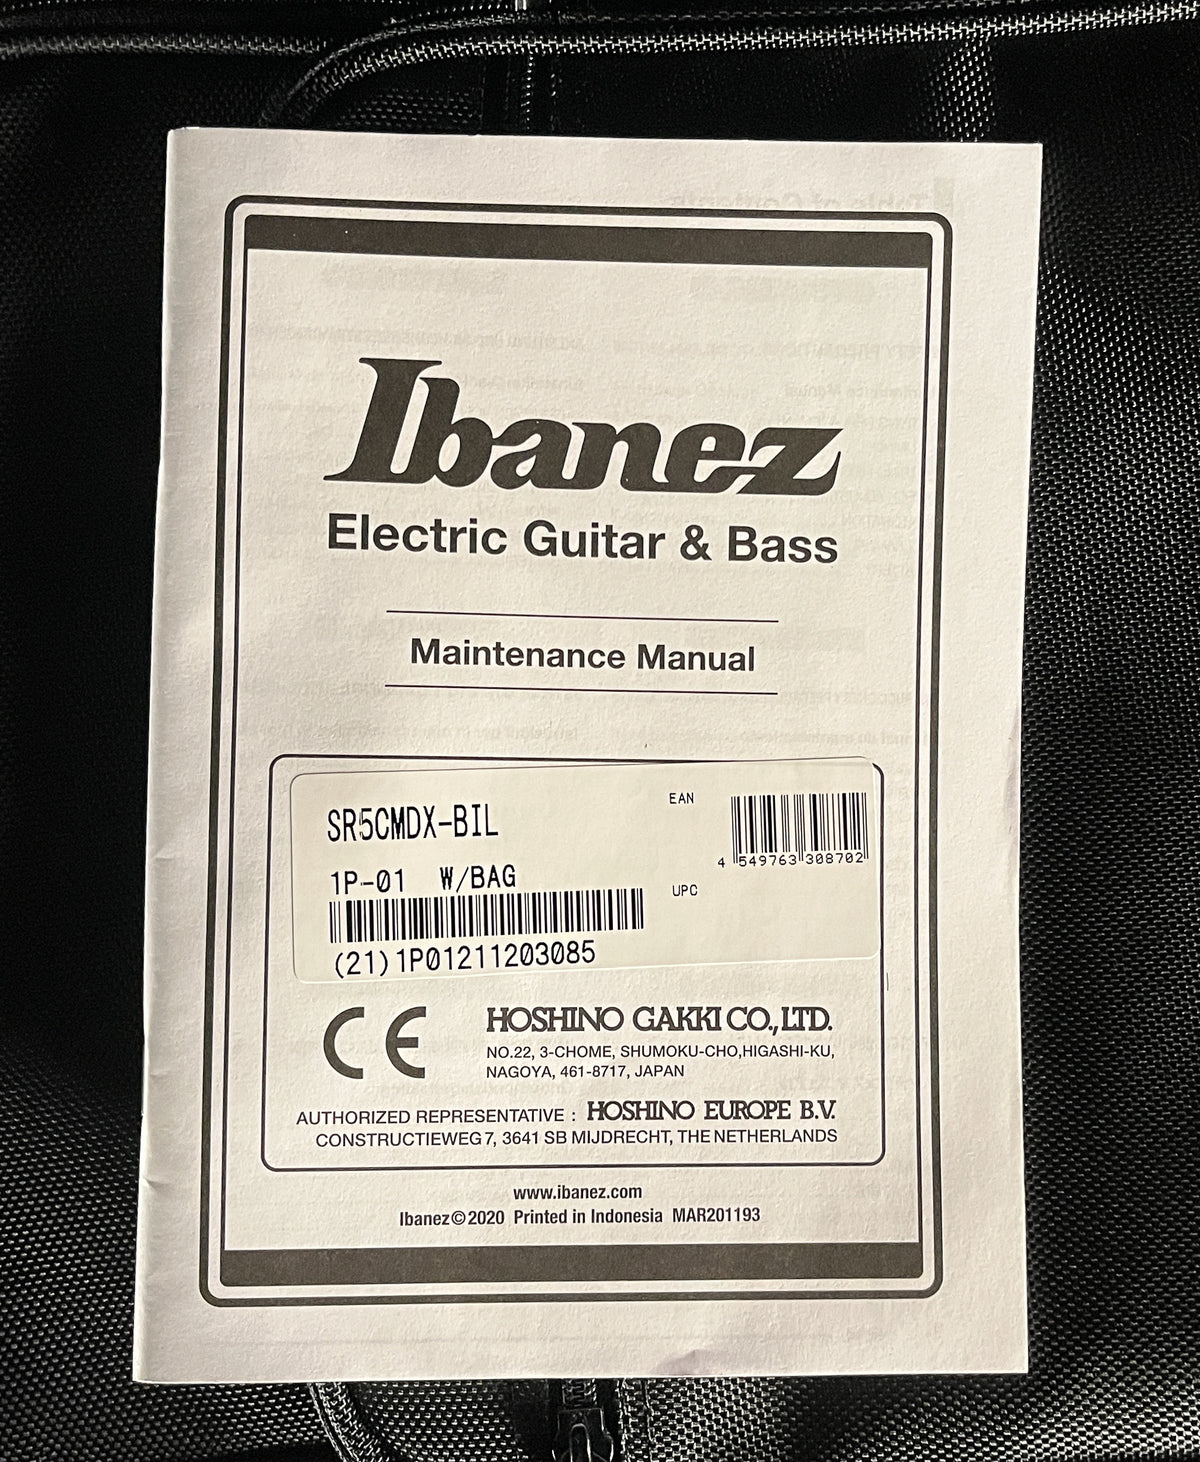 Ibanez
Electric Guitar & Bass
Maintenance Manual
SR5CMDX-BIL
EAN
4 549763 308702
1P-01 W/BAG
UPC
(21)1P01211203085
CE
HOSHINO GAKKI CO., LTD.
NO.22, 3-CHOME, SHUMOKU-CHO,HIGASHI-KU,
NAGOYA, 461-8717, JAPAN
AUTHORIZED REPRESENTATIVE : HOSHINO EUROPE B.V.
CONSTRUCTIEWEG 7, 3641 SB MIJDRECHT, THE NETHERLANDS
www.ibanez.com
Ibanez©2020 Printed in Indonesia MAR201193